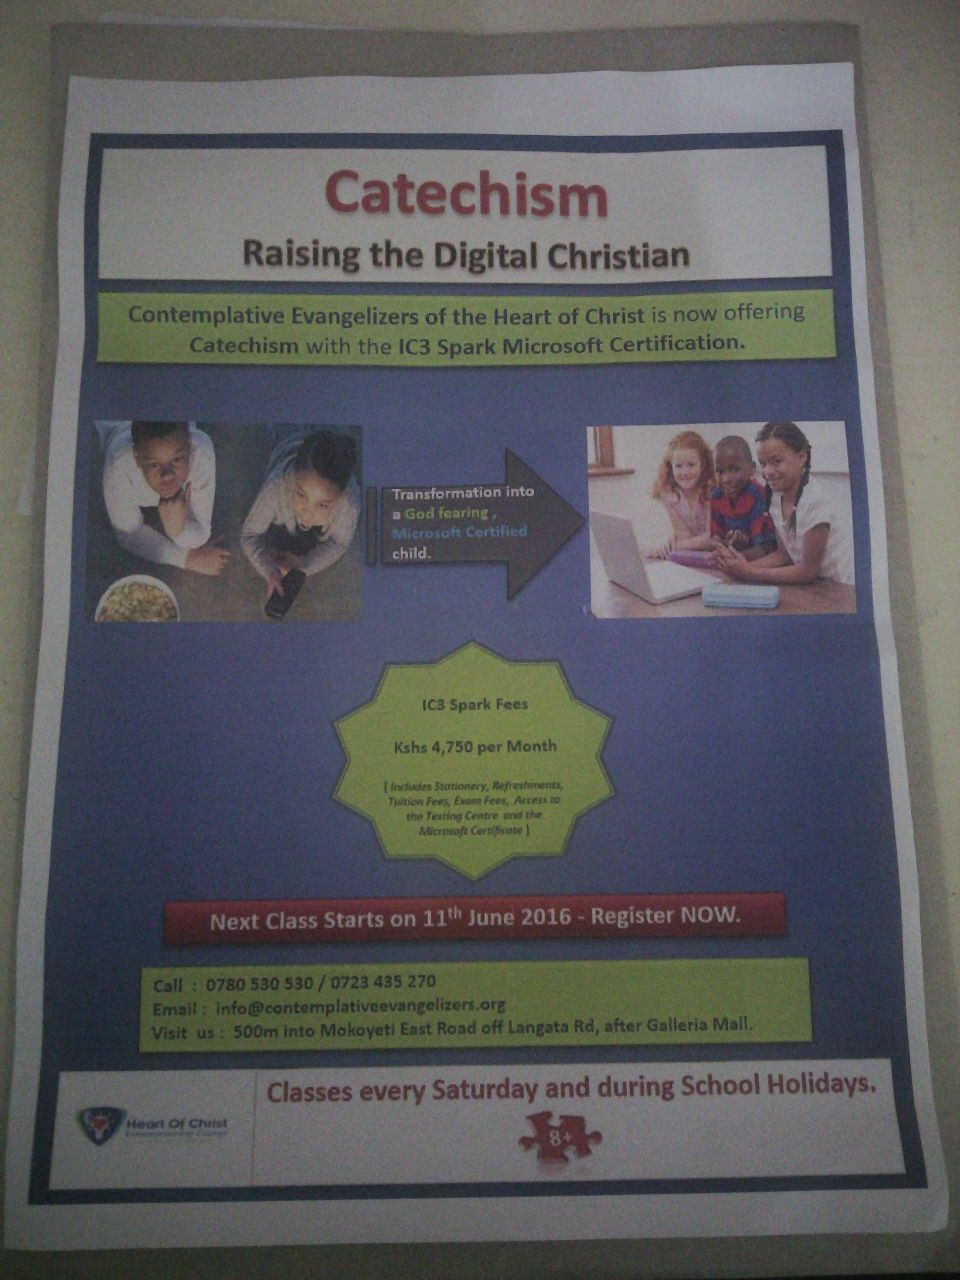 Catechism
Raising the Digital Christian
Contemplative Evangelizers of the Heart of Christ is now offering
Catechism with the IC3 Spark Microsoft Certification.
Transformation into
a God fearing ,
Microsoft Certified
child.
IC3 Spark Fees
Kshs 4,750 per Month
[ Includes Stationery, Refreshments,
Tuition Fees, Exam Fees, Access to
the Testing Centre and the
Microsoft Certificate ]
Next Class Starts on 11th June 2016 - Register NOW.
Call : 0780 530 530 / 0723 435 270
Email : info@contemplativeevangelizers.org
Visit us : 500m into Mokoyeti East Road off Langata Rd, after Galleria Mall.
Classes every Saturday and during School Holidays.
Heart Of Christ
8+